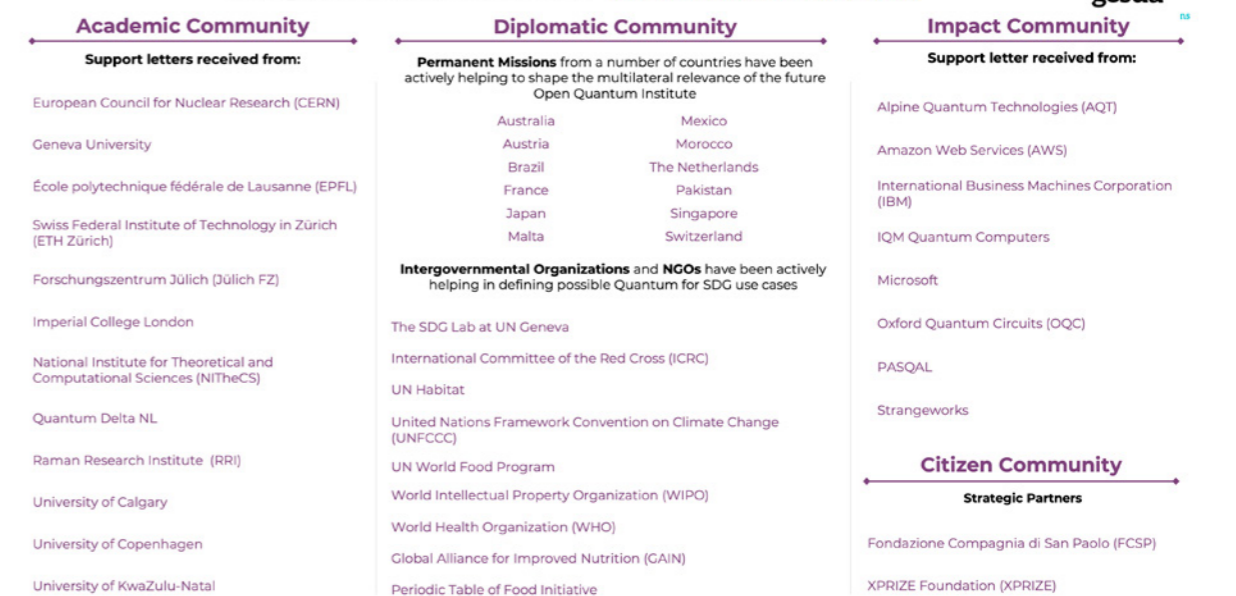 Academic Community
Support letters received from:
European Council for Nuclear Research (CERN)
Geneva University
École polytechnique fédérale de Lausanne (EPFL)
Swiss Federal Institute of Technology in Zürich
(ETH Zürich)
Forschungszentrum Jülich (Jülich FZ)
Imperial College London
National Institute for Theoretical and
Computational Sciences (NITheCS)
Quantum Delta NL
Raman Research Institute (RRI)
University of Calgary
University of Copenhagen
University of KwaZulu-Natal
Diplomatic Community
Permanent Missions from a number of countries have been
actively helping to shape the multilateral relevance of the future
Open Quantum Institute
Australia
Austria
Brazil
France
Japan
Malta
Mexico
Morocco
The Netherlands
Pakistan
Singapore
Switzerland
Intergovernmental Organizations and NGOs have been actively
helping in defining possible Quantum for SDG use cases
The SDG Lab at UN Geneva
International Committee of the Red Cross (ICRC)
UN Habitat
United Nations Framework Convention on Climate Change
(UNFCCC)
UN World Food Program
World Intellectual Property Organization (WIPO)
World Health Organization (WHO)
Global Alliance for Improved Nutrition (GAIN)
Periodic Table of Food Initiative
Impact Community
Support letter received from:
Alpine Quantum Technologies (AQT)
Amazon Web Services (AWS)
International Business Machines Corporation
(IBM)
IQM Quantum Computers
Microsoft
Oxford Quantum Circuits (OQC)
PASQAL
Strangeworks
Citizen Community
Strategic Partners
Fondazione Compagnia di San Paolo (FCSP)
XPRIZE Foundation (XPRIZE)